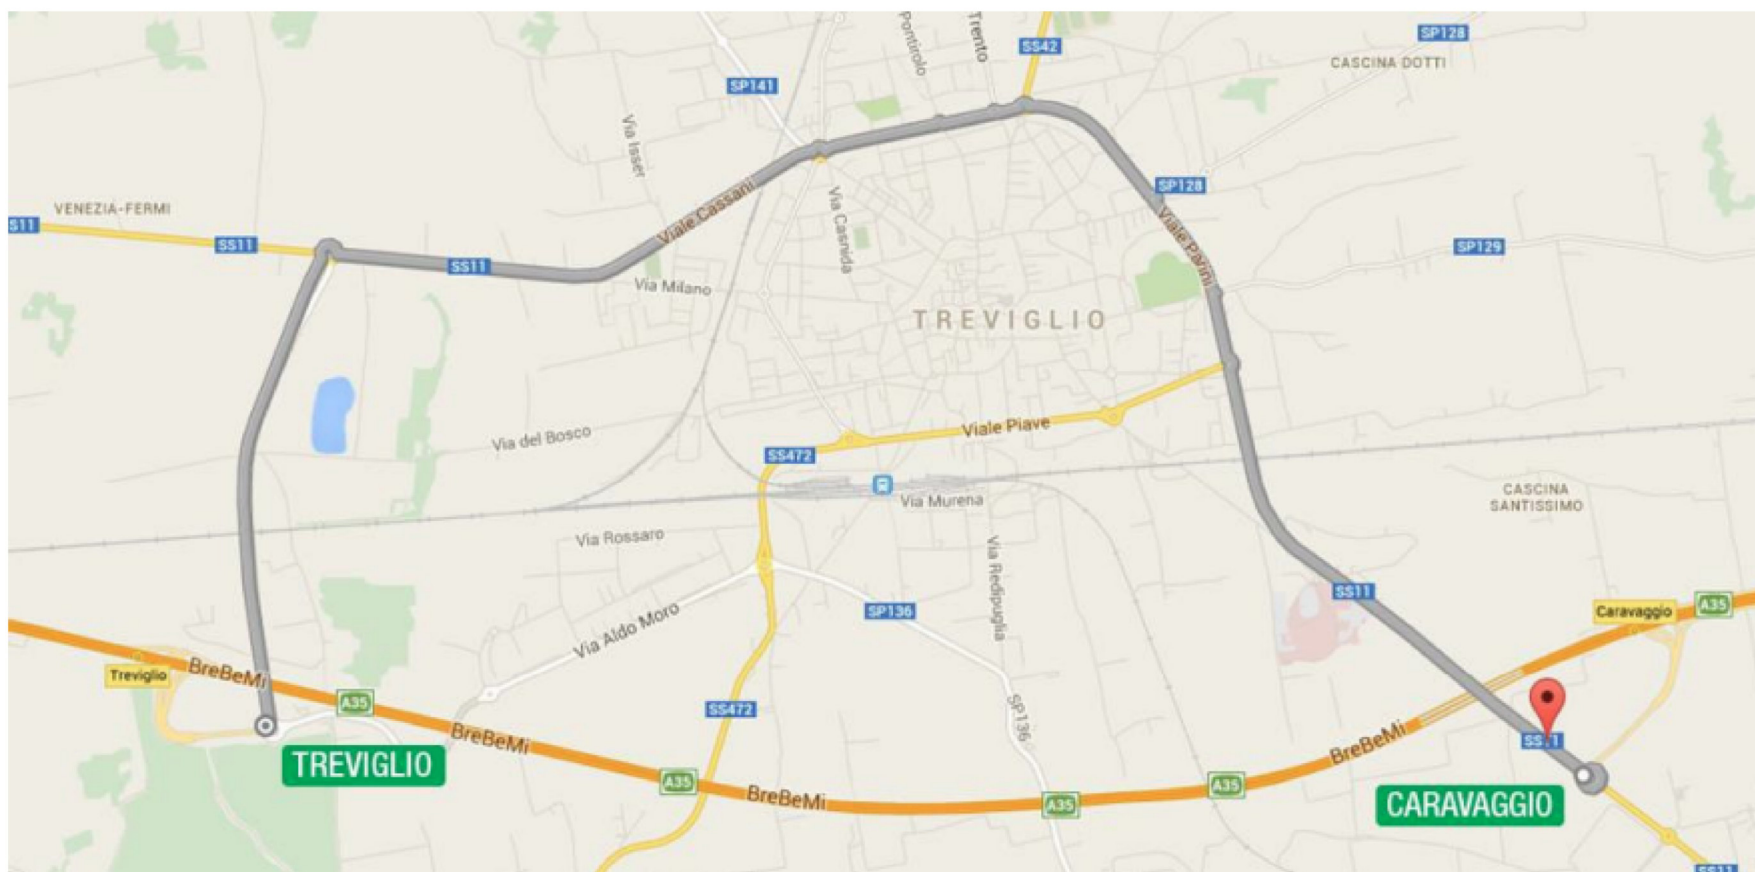 Pontirolo
Trento
SS42
SP128
CASCINA DOTTI
SP141
Via Isser
SP128
VENEZIA-FERMI
S11
SS11
SS11
Viale Cassani
Via Casnida
Viale Parini
SP129
Via Milano
TREVIGLIO
Via del Bosco
Viale Piave
SS472
Via Murena
CASCINA
SANTISSIMO
Via Rossaro
Via Redipuglia
SS11
Caravaggio
A35
SP136
Via Aldo Moro
Treviglio
BreBeMi
A35
SS472
SP136
BreBeMi
BreBeMi
SS11
TREVIGLIO
A35
BreBeMi
A35
A35
CARAVAGGIO
SS11